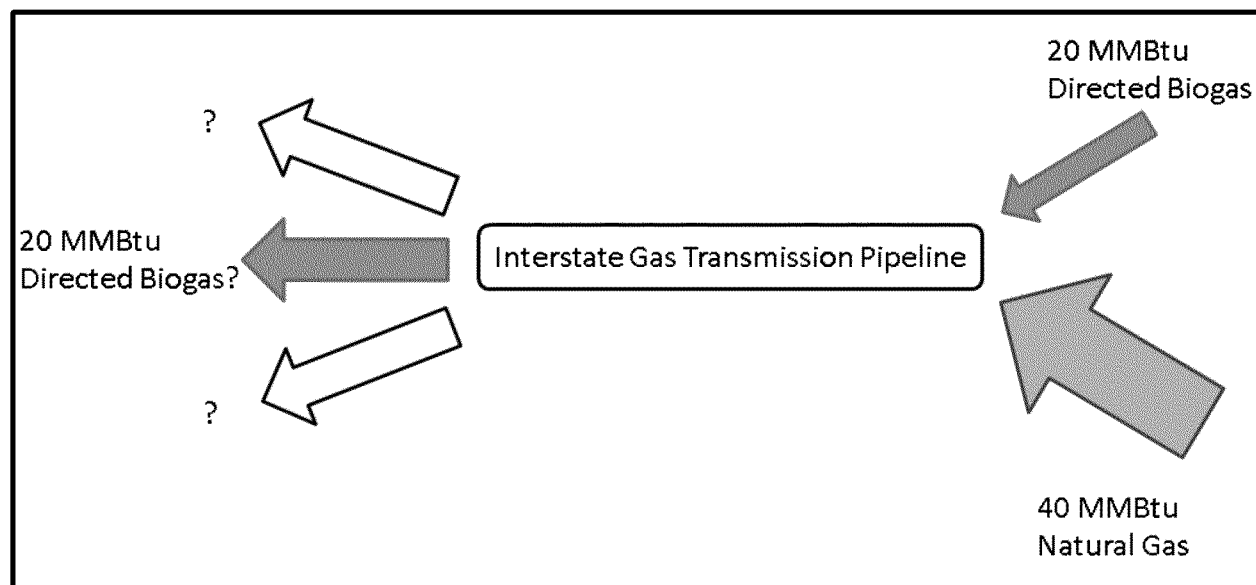 20 MMBtu
Directed Biogas
?
20 MMBtu
Directed Biogas?
Interstate Gas Transmission Pipeline
?
40 MMBtu
Natural Gas